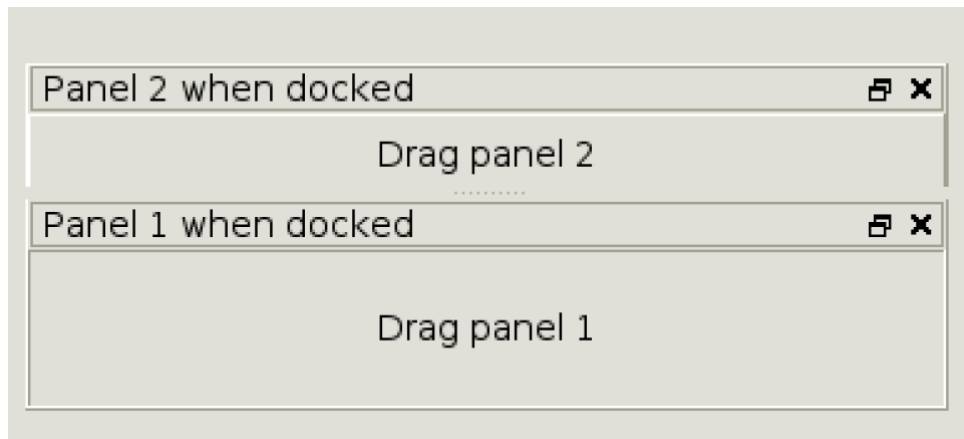 Panel 2 when docked
Drag panel 2
Panel 1 when docked
Drag panel 1